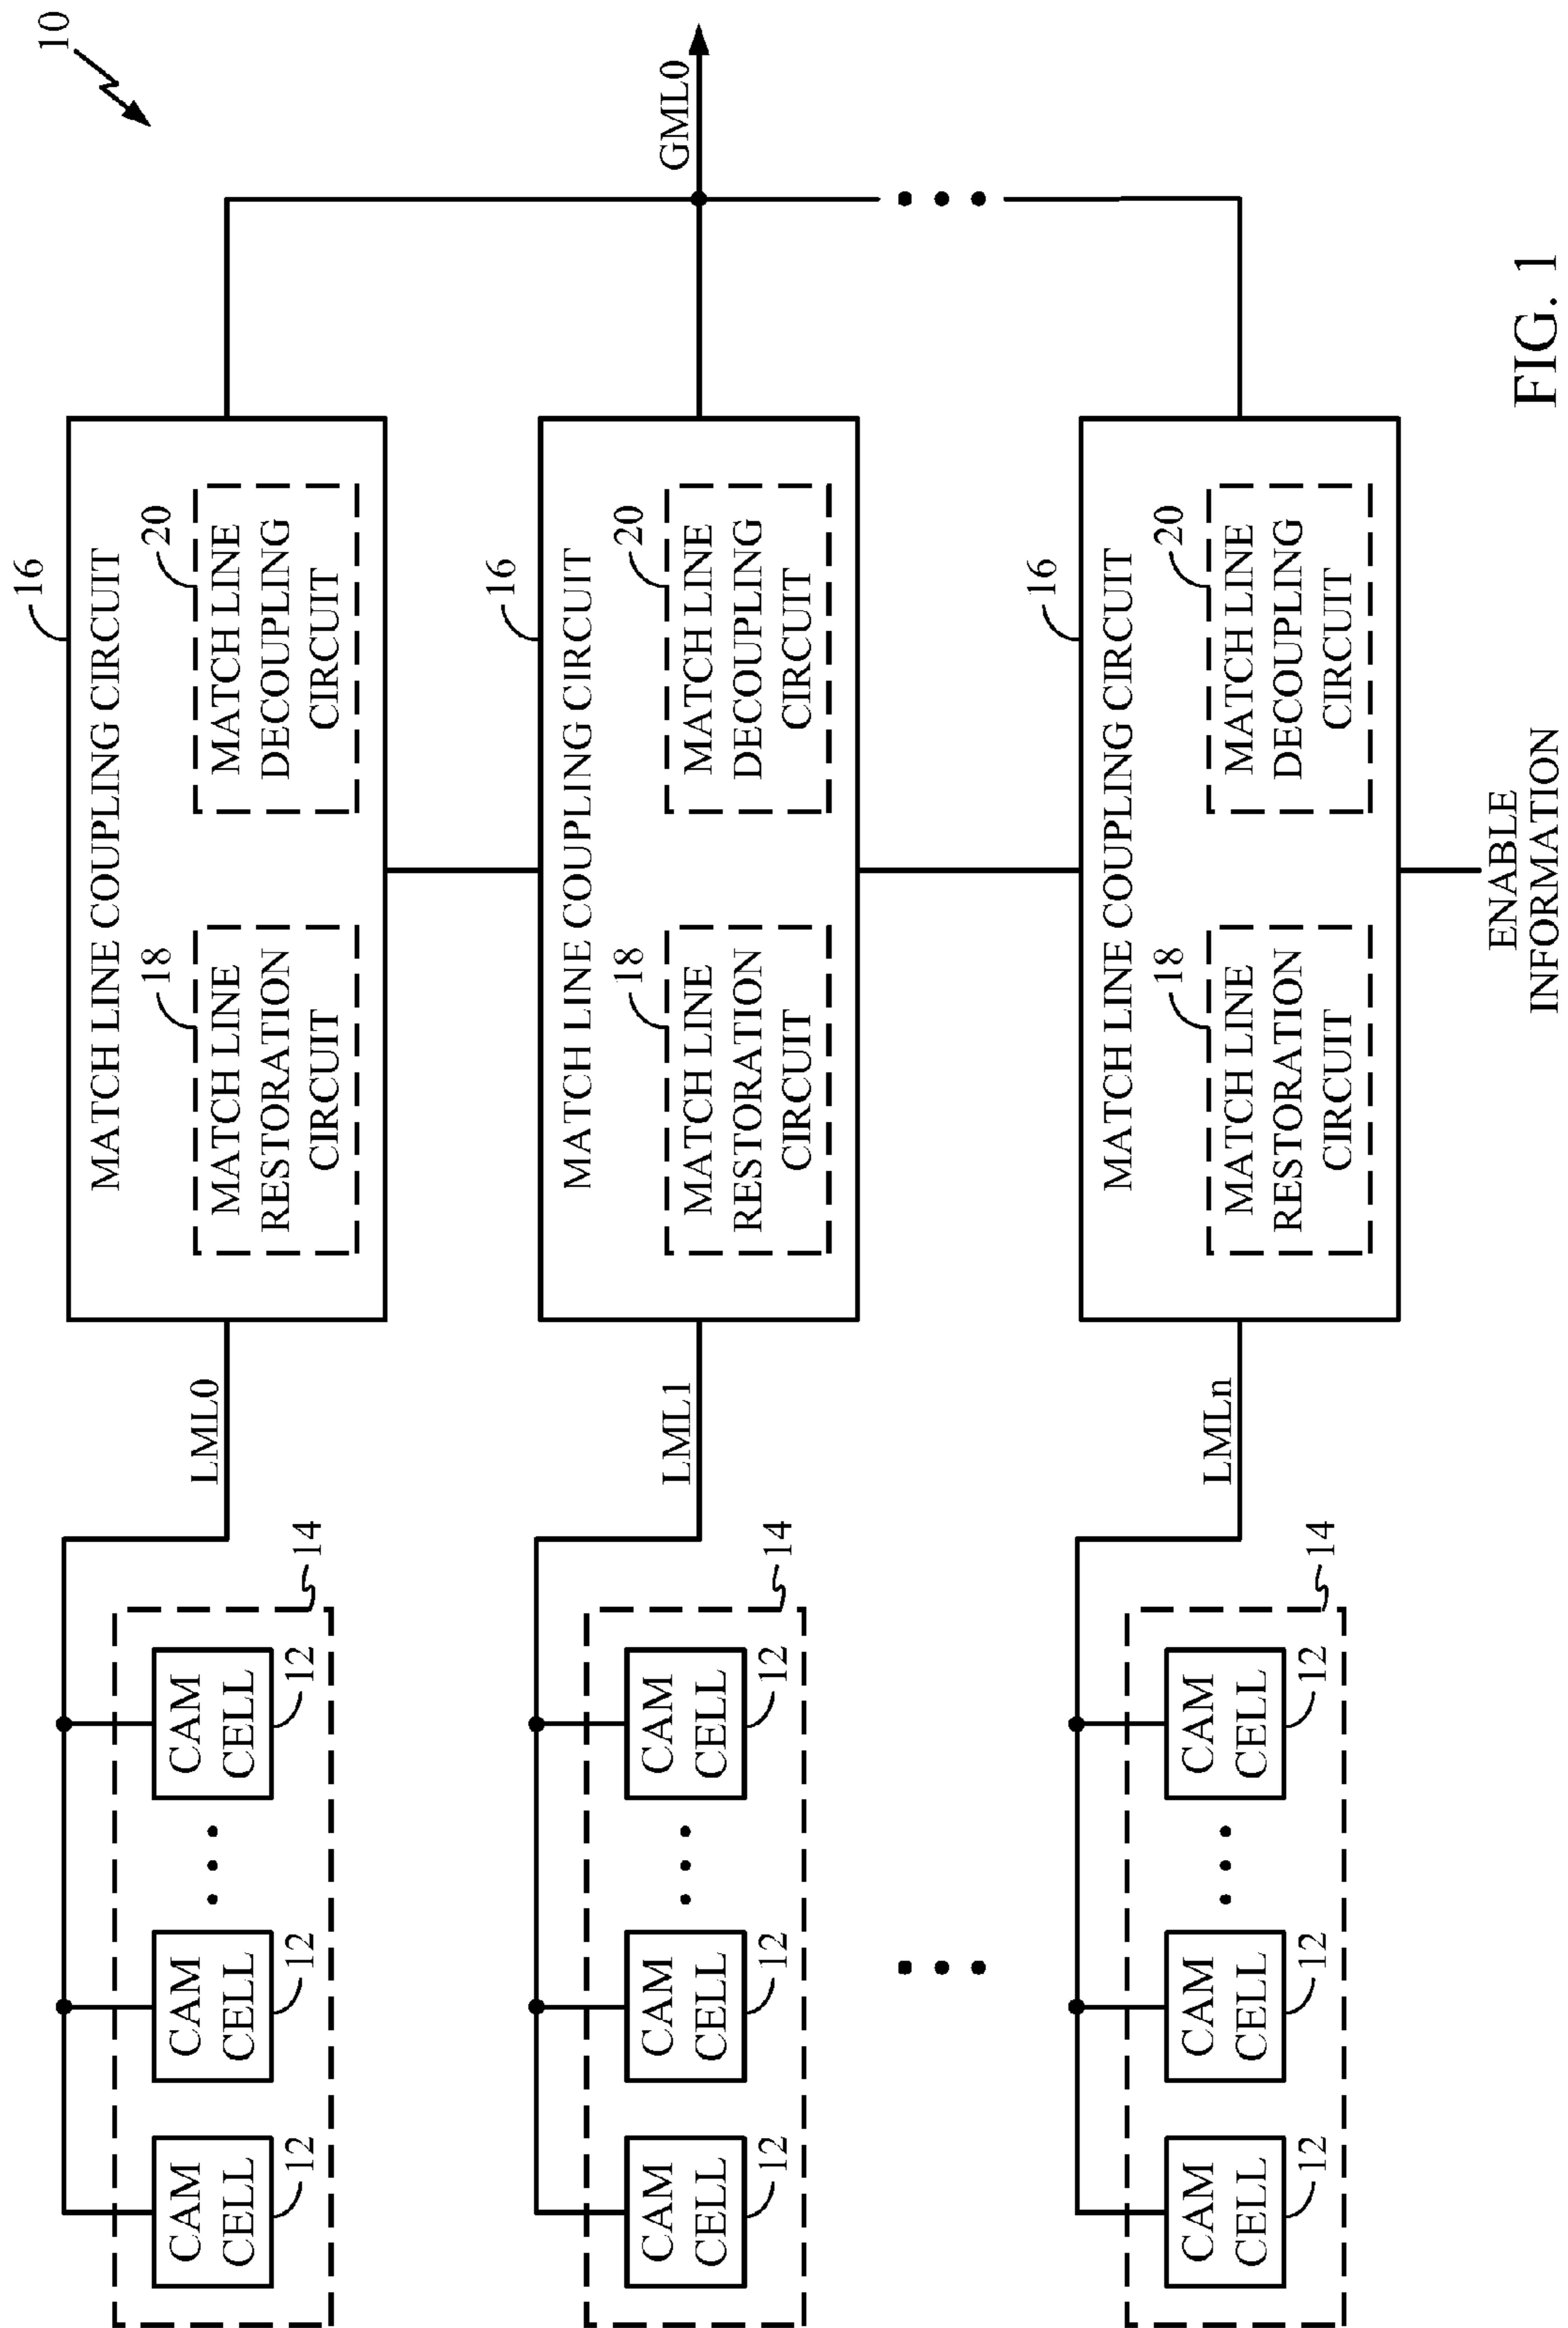 10
CAM
CELL
12
CAM
CELL
12
CAM
CELL
12
14
LML0
16
MATCH LINE COUPLING CIRCUIT
18
MATCH LINE
RESTORATION
CIRCUIT
20
MATCH LINE
DECOUPLING
CIRCUIT
CAM
CELL
12
CAM
CELL
12
CAM
CELL
12
14
LML1
16
MATCH LINE COUPLING CIRCUIT
18
MATCH LINE
RESTORATION
CIRCUIT
20
MATCH LINE
DECOUPLING
CIRCUIT
GML0
CAM
CELL
12
CAM
CELL
12
CAM
CELL
12
14
LMLn
16
MATCH LINE COUPLING CIRCUIT
18
MATCH LINE
RESTORATION
CIRCUIT
20
MATCH LINE
DECOUPLING
CIRCUIT
ENABLE
INFORMATION
FIG. 1